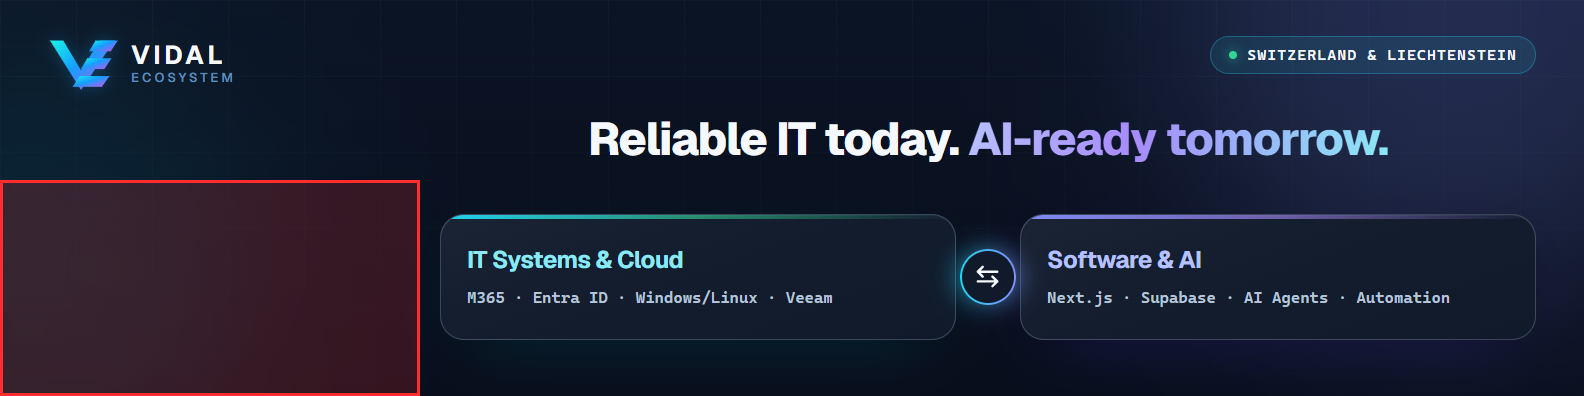 VIDAL
ECOSYSTEM
SWITZERLAND & LIECHTENSTEIN
Reliable IT today. AI-ready tomorrow.
IT Systems & Cloud
M365 · Entra ID · Windows/Linux · Veeam
Software & AI
Next.js · Supabase · AI Agents · Automation